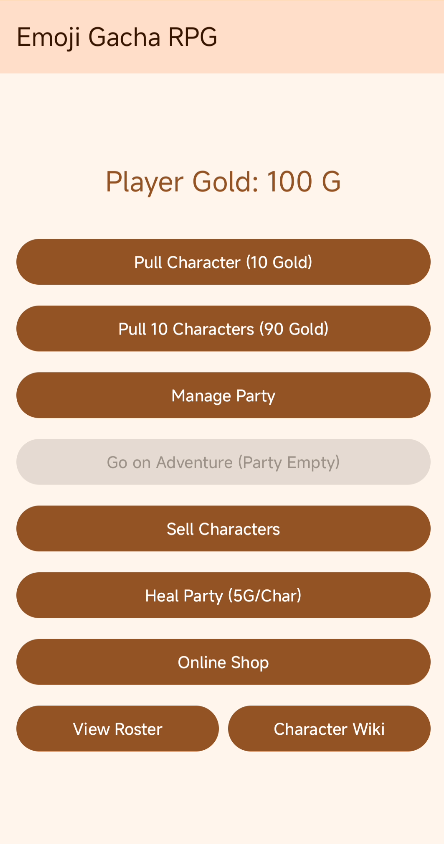 Emoji Gacha RPG
Player Gold: 100 G
Pull Character (10 Gold)
Pull 10 Characters (90 Gold)
Manage Party
Go on Adventure (Party Empty)
Sell Characters
Heal Party (5G/Char)
Online Shop
View Roster
Character Wiki